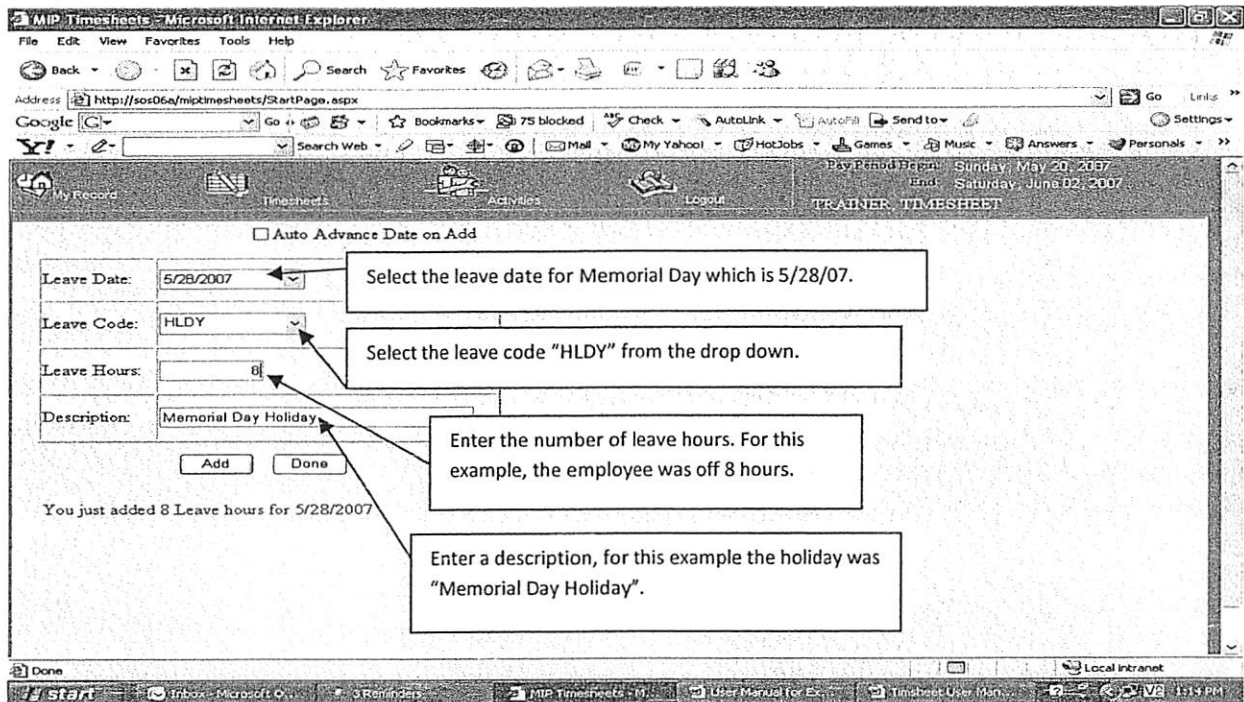 MIP Timesheets - Microsoft Internet Explorer
File Edit View Favorites Tools Help
Back Search Favorites
Address http://sos06a/miptimesheets/StartPage.aspx Go Links »
Google G Go Bookmarks 75 blocked Check AutoLink AutoFill Send to Settings
Y! Search Web Mail My Yahoo! HotJobs Games Music Answers Personals »
My Record Timesheets Activities Logout
Pay Period Begin: Sunday, May 20, 2007
End: Saturday, June 02, 2007
TRAINER, TIMESHEET
Auto Advance Date on Add
Leave Date: 5/28/2007
Select the leave date for Memorial Day which is 5/28/07.
Leave Code: HLDY
Select the leave code “HLDY” from the drop down.
Leave Hours: 8
Description: Memorial Day Holiday
Enter the number of leave hours. For this
example, the employee was off 8 hours.
Add Done
You just added 8 Leave hours for 5/28/2007
Enter a description, for this example the holiday was
“Memorial Day Holiday”.
Done Local intranet
start Inbox - Microsoft O... 3 Reminders MIP Timesheets - M... User Manual for Ex... Timsheet User Man... 1:14 PM